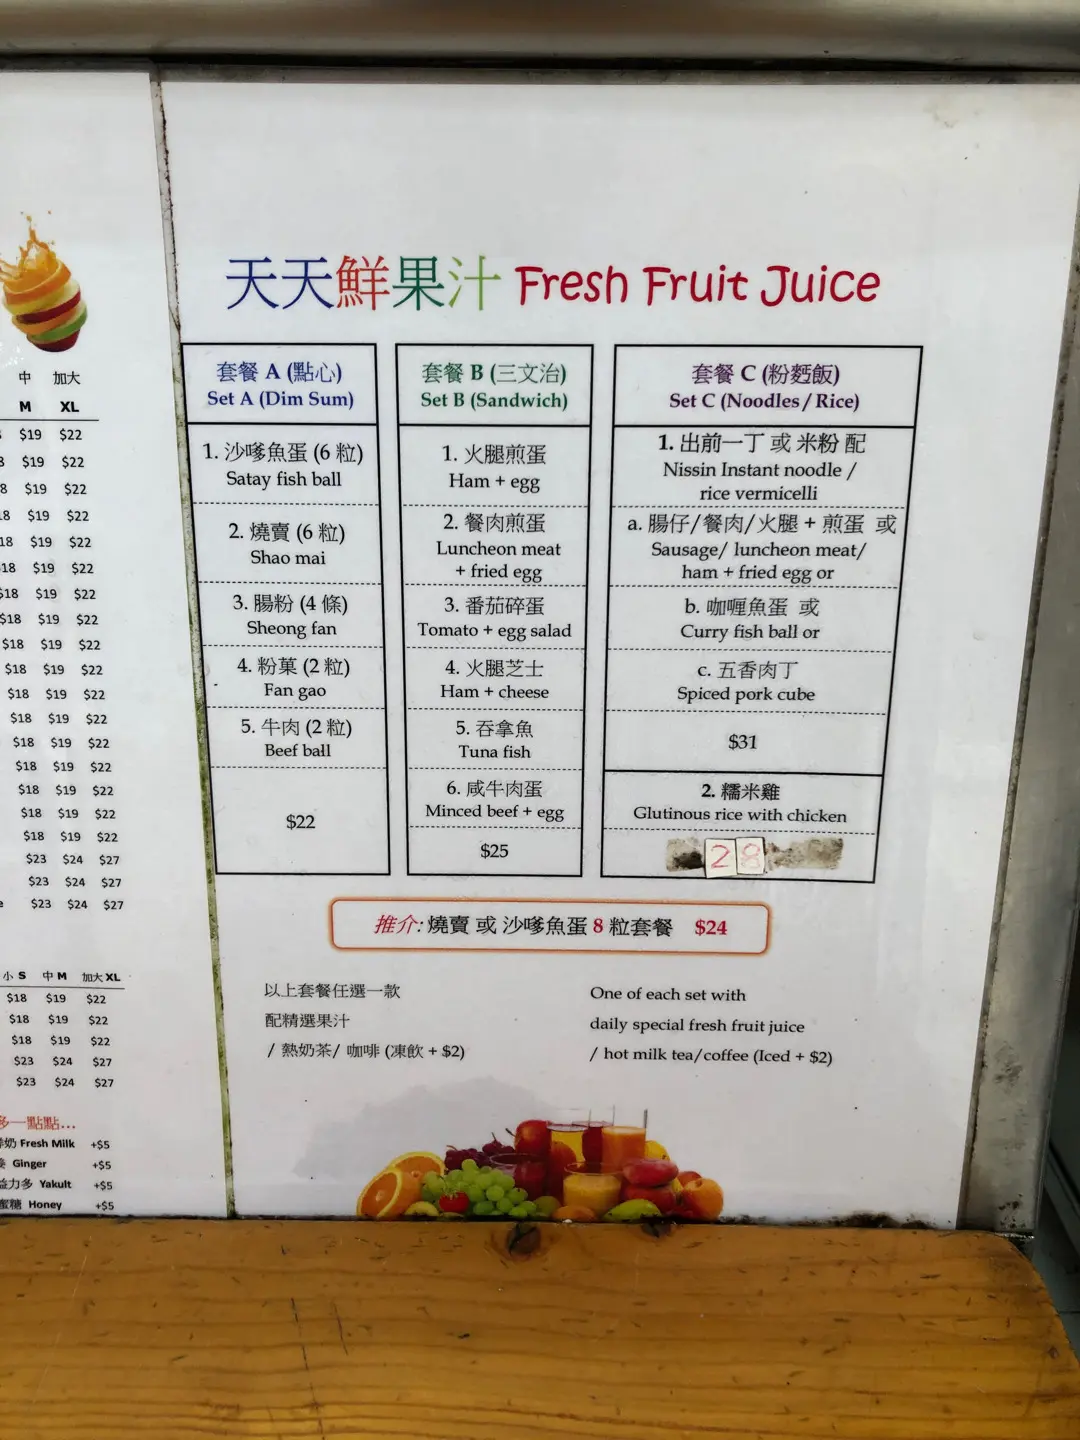 中 加大
M XL
$19 $22
$19 $22
$19 $22
$19 $22
$19 $22
$19 $22
$18 $19 $22
$18 $19 $22
$18 $19 $22
$18 $19 $22
$18 $19 $22
$18 $19 $22
$18 $19 $22
$18 $19 $22
$18 $19 $22
$18 $19 $22
$18 $19 $22
$23 $24 $27
$23 $24 $27
$23 $24 $27
小 S 中 M 加大 XL
$18 $19 $22
$18 $19 $22
$18 $19 $22
$23 $24 $27
$23 $24 $27
多一點點...
鮮奶 Fresh Milk +$5
Ginger +$5
益力多 Yakult +$5
蜜糖 Honey +$5
天天鮮果汁 Fresh Fruit Juice
套餐 A (點心)
Set A (Dim Sum)
1. 沙嗲魚蛋 (6 粒)
Satay fish ball
2. 燒賣 (6 粒)
Shao mai
3. 腸粉 (4 條)
Sheong fan
4. 粉菓 (2 粒)
Fan gao
5. 牛肉 (2 粒)
Beef ball
$22
套餐 B (三文治)
Set B (Sandwich)
1. 火腿煎蛋
Ham + egg
2. 餐肉煎蛋
Luncheon meat
+ fried egg
3. 番茄碎蛋
Tomato + egg salad
4. 火腿芝士
Ham + cheese
5. 吞拿魚
Tuna fish
6. 咸牛肉蛋
Minced beef + egg
$25
套餐 C (粉麪飯)
Set C (Noodles / Rice)
1. 出前一丁 或 米粉 配
Nissin Instant noodle /
rice vermicelli
a. 腸仔/餐肉/火腿 + 煎蛋 或
Sausage/ luncheon meat/
ham + fried egg or
b. 咖喱魚蛋 或
Curry fish ball or
c. 五香肉丁
Spiced pork cube
$31
2. 糯米雞
Glutinous rice with chicken
28
推介: 燒賣 或 沙嗲魚蛋 8 粒套餐 $24
以上套餐任選一款
配精選果汁
/ 熱奶茶/ 咖啡 (凍飲 + $2)
One of each set with
daily special fresh fruit juice
/ hot milk tea/coffee (Iced + $2)